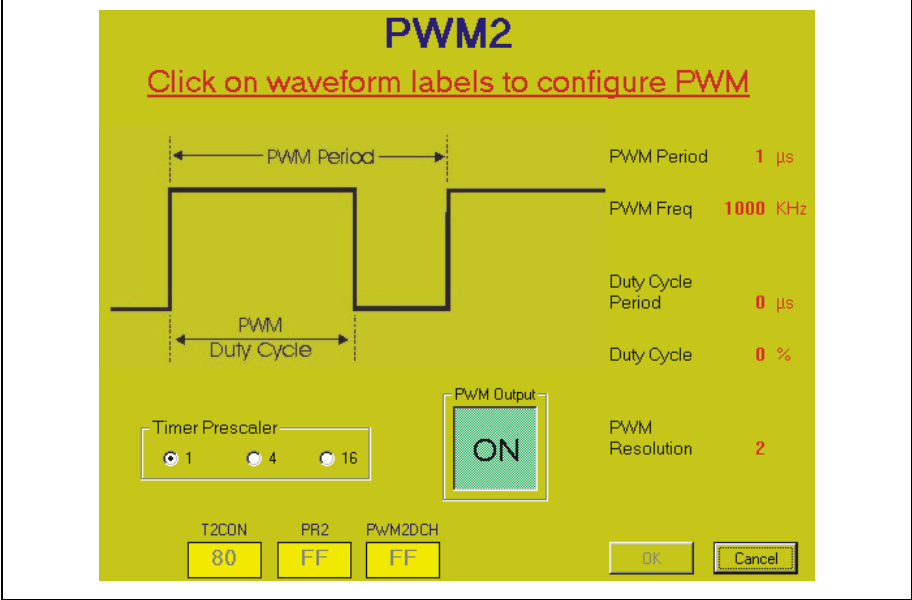 PWM2
Click on waveform labels to configure PWM
PWM Period
PWM Period 1 µs
PWM Freq 1000 KHz
Duty Cycle
Period 0 µs
PWM
Duty Cycle
Duty Cycle 0 %
Timer Prescaler
1 4 16
PWM Output
ON
PWM
Resolution 2
T2CON PR2 PWM2DCH
80 FF FF
OK Cancel